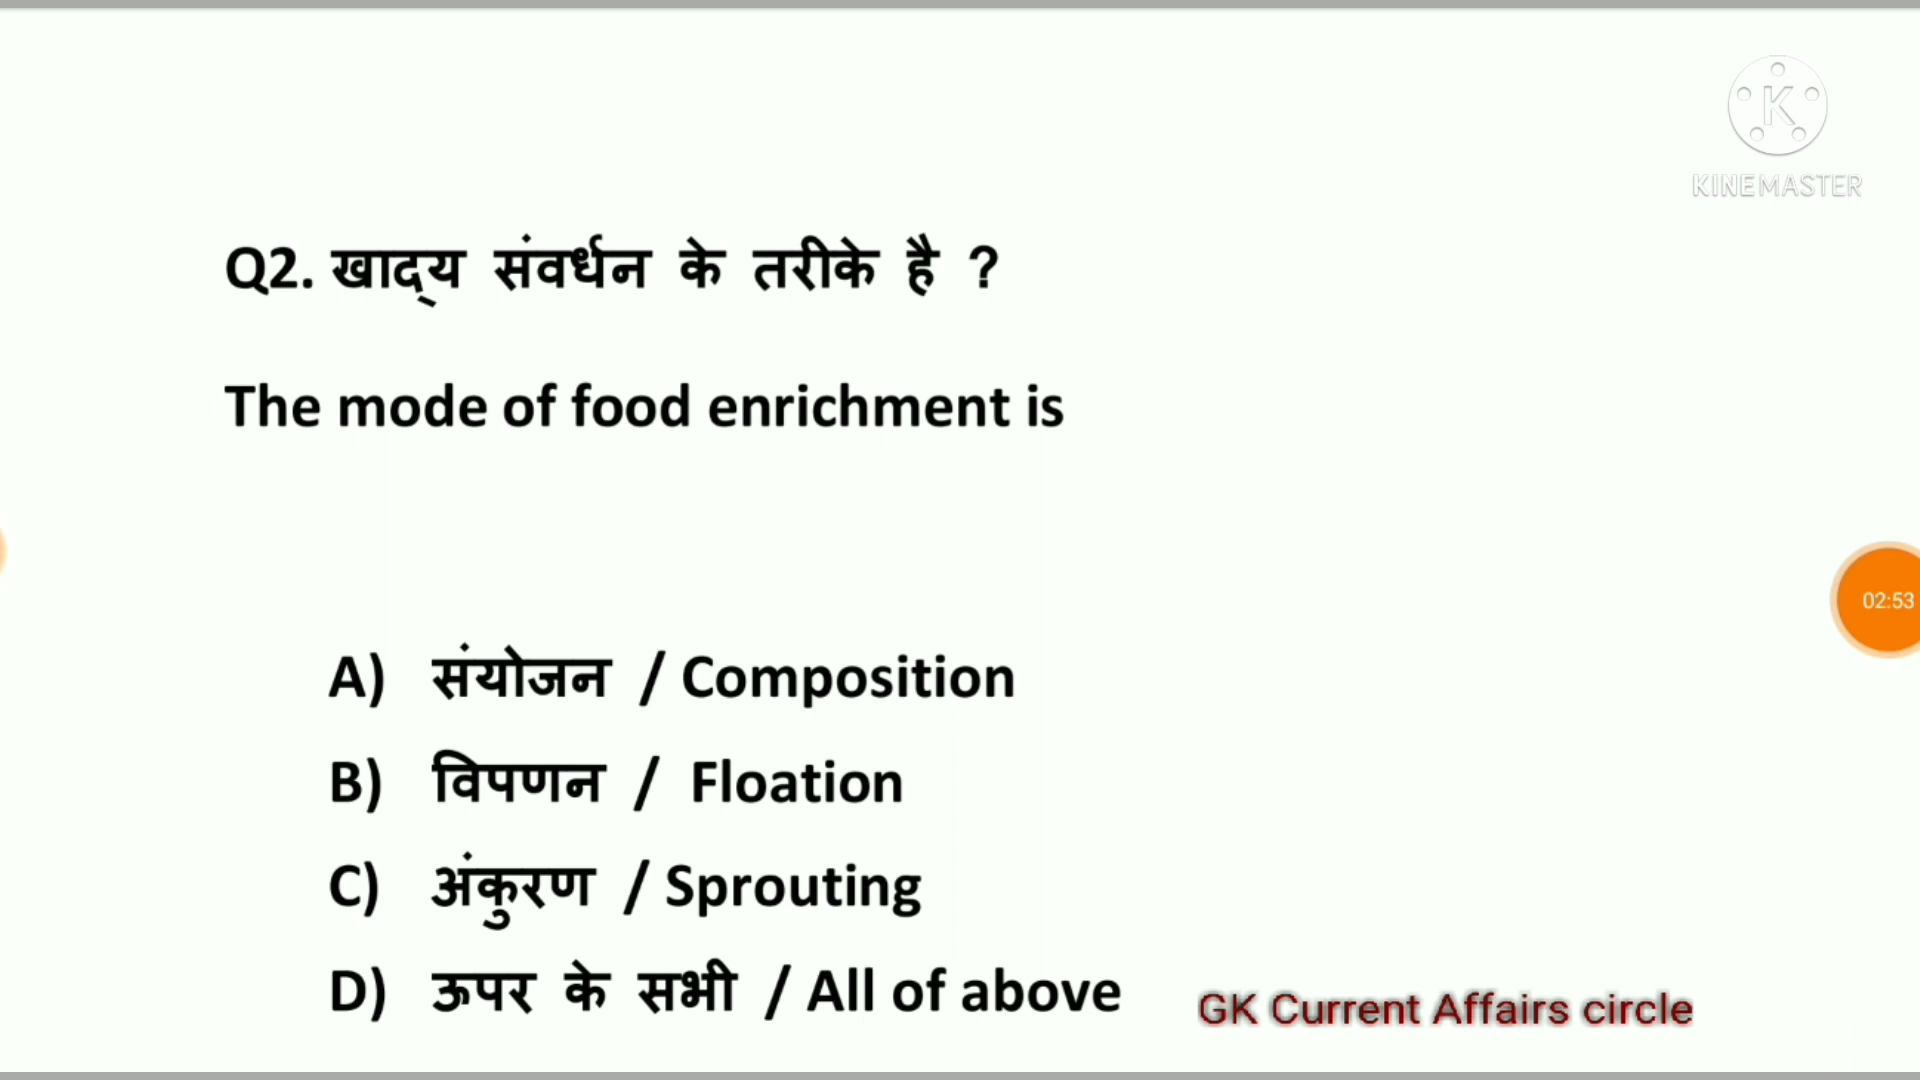 K
KINEMASTER
Q2. खाद्‌य संवर्धन के तरीके है ?
The mode of food enrichment is
02:53
A) संयोजन / Composition
B) विपणन / Floation
C) अंकुरण / Sprouting
D) ऊपर के सभी / All of above
GK Current Affairs circle